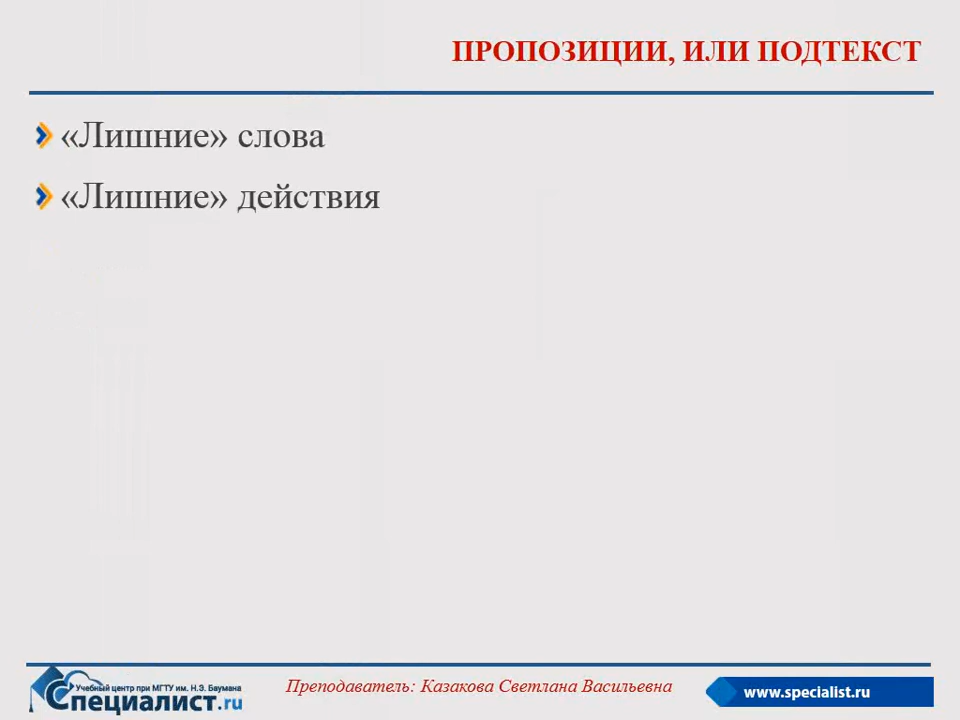 ПРОПОЗИЦИИ, ИЛИ ПОДТЕКСТ
«Лишние» слова
«Лишние» действия
Учебный центр при МГТУ им. Н.Э. Баумана
Специалист.ru
Преподаватель: Казакова Светлана Васильевна
www.specialist.ru